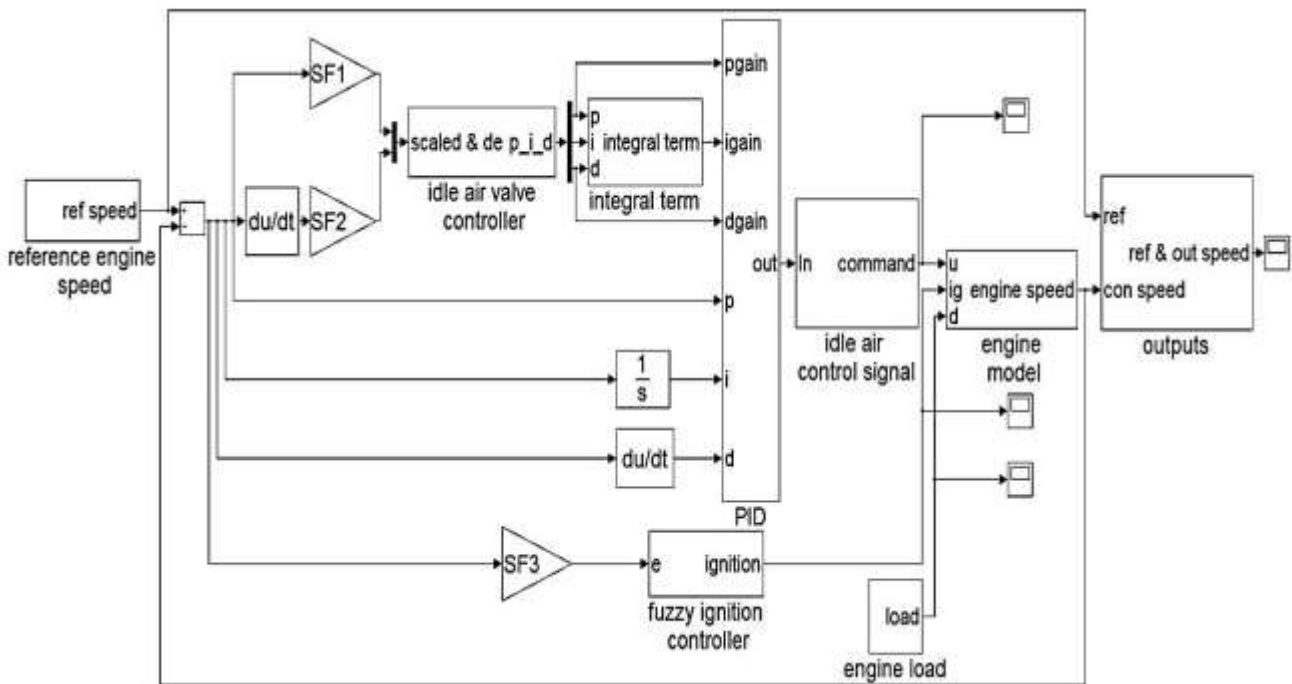 SF1
pgain
scaled & de p_i_d
idle air valve
controller
p
i
d
integral term
integral term
igain
dgain
ref speed
reference engine
speed
du/dt
SF2
out
In
command
idle air
control signal
u
ig
d
engine speed
engine
model
ref
ref & out speed
con speed
outputs
p
1
s
i
du/dt
d
PID
SF3
e
ignition
fuzzy ignition
controller
load
engine load